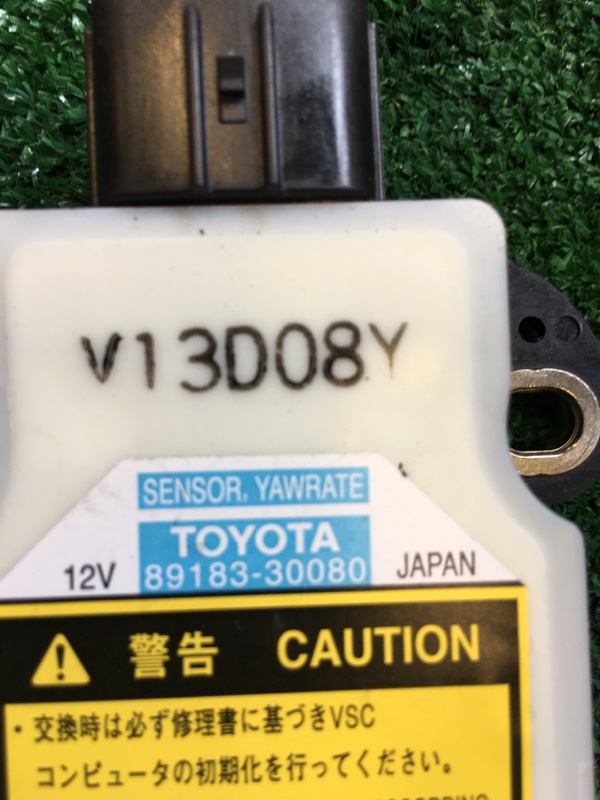 V13D08Y
SENSOR, YAWRATE
TOYOTA
12V 89183-30080 JAPAN
警告 CAUTION
・交換時は必ず修理書に基づきVSC
コンピュータの初期化を行ってください。